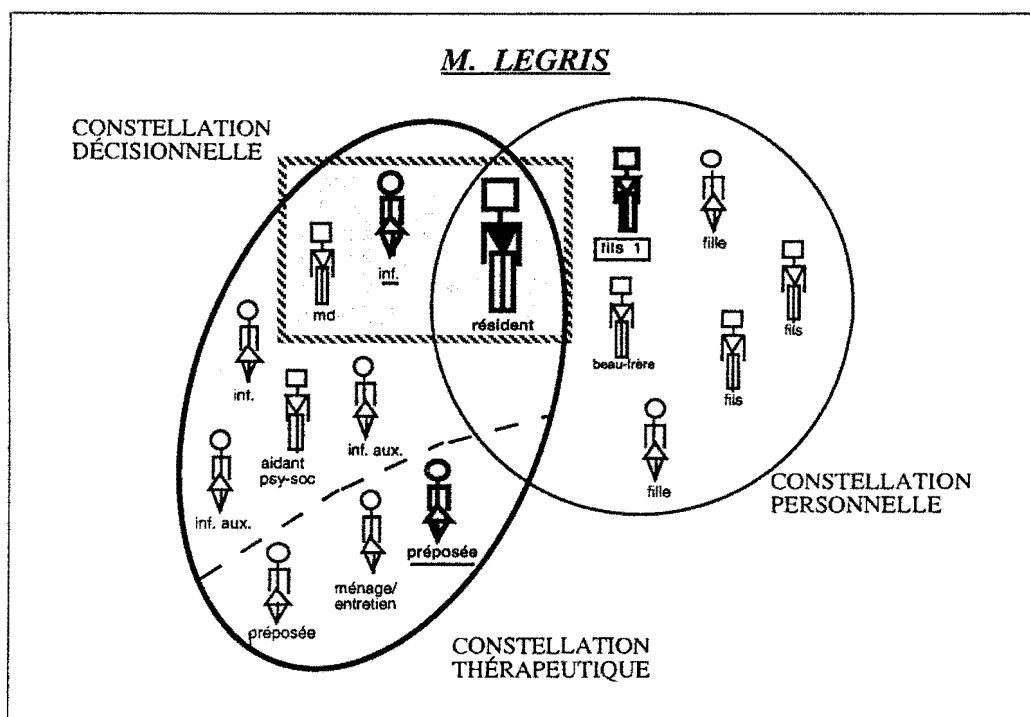 M. LEGRIS
CONSTELLATION
DÉCISIONNELLE
md
inf.
résident
fils 1
fille
beau-frère
fils
fils
fille
inf.
aidant
psy-soc
inf. aux.
inf. aux.
préposée
ménage/
entretien
préposée
CONSTELLATION
PERSONNELLE
CONSTELLATION
THÉRAPEUTIQUE